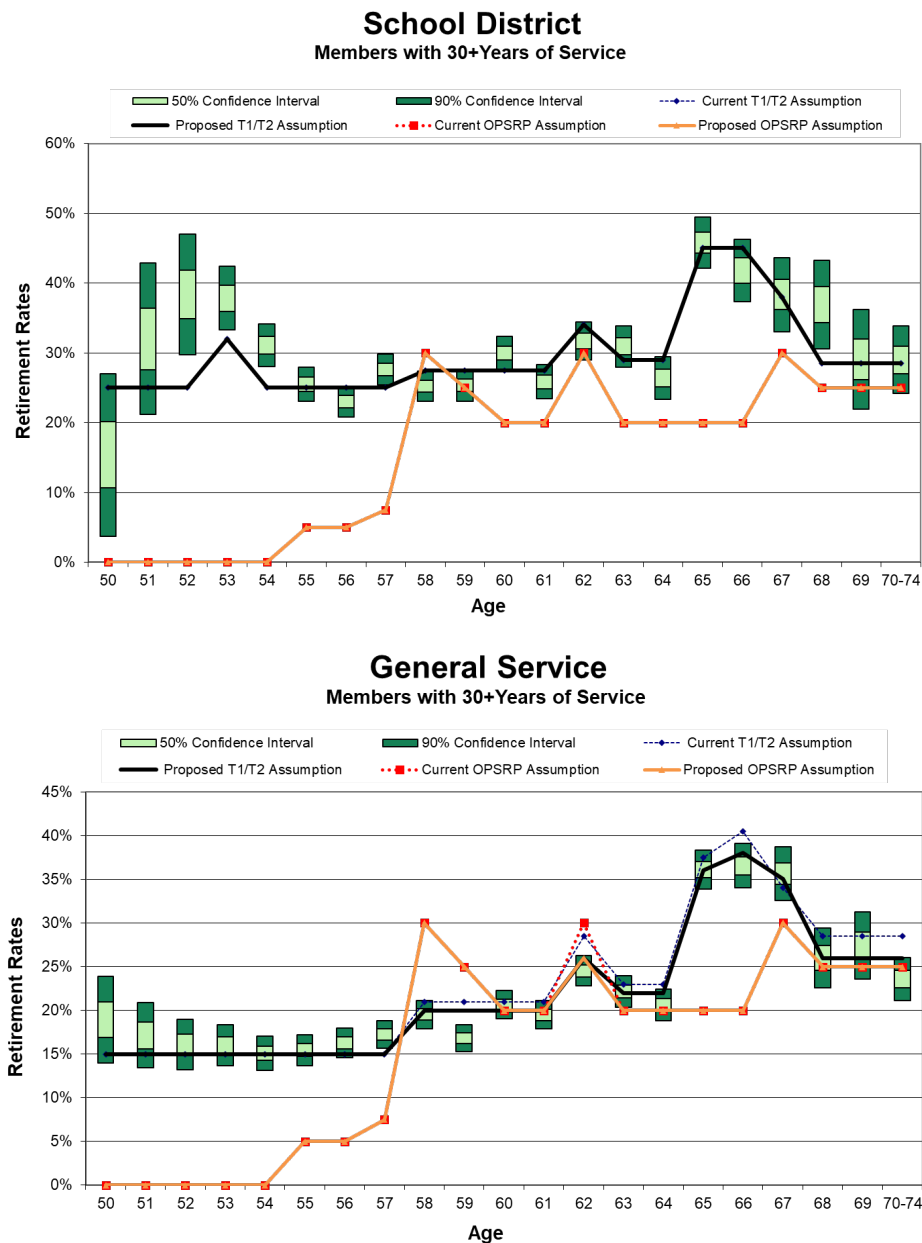 School District
Members with 30+Years of Service
50% Confidence Interval 90% Confidence Interval Current T1/T2 Assumption
Proposed T1/T2 Assumption Current OPSRP Assumption Proposed OPSRP Assumption
60%
50%
40%
30%
20%
10%
0%
Retirement Rates
50 51 52 53 54 55 56 57 58 59 60 61 62 63 64 65 66 67 68 69 70-74
Age
General Service
Members with 30+Years of Service
50% Confidence Interval 90% Confidence Interval Current T1/T2 Assumption
Proposed T1/T2 Assumption Current OPSRP Assumption Proposed OPSRP Assumption
45%
40%
35%
30%
25%
20%
15%
10%
5%
0%
Retirement Rates
50 51 52 53 54 55 56 57 58 59 60 61 62 63 64 65 66 67 68 69 70-74
Age